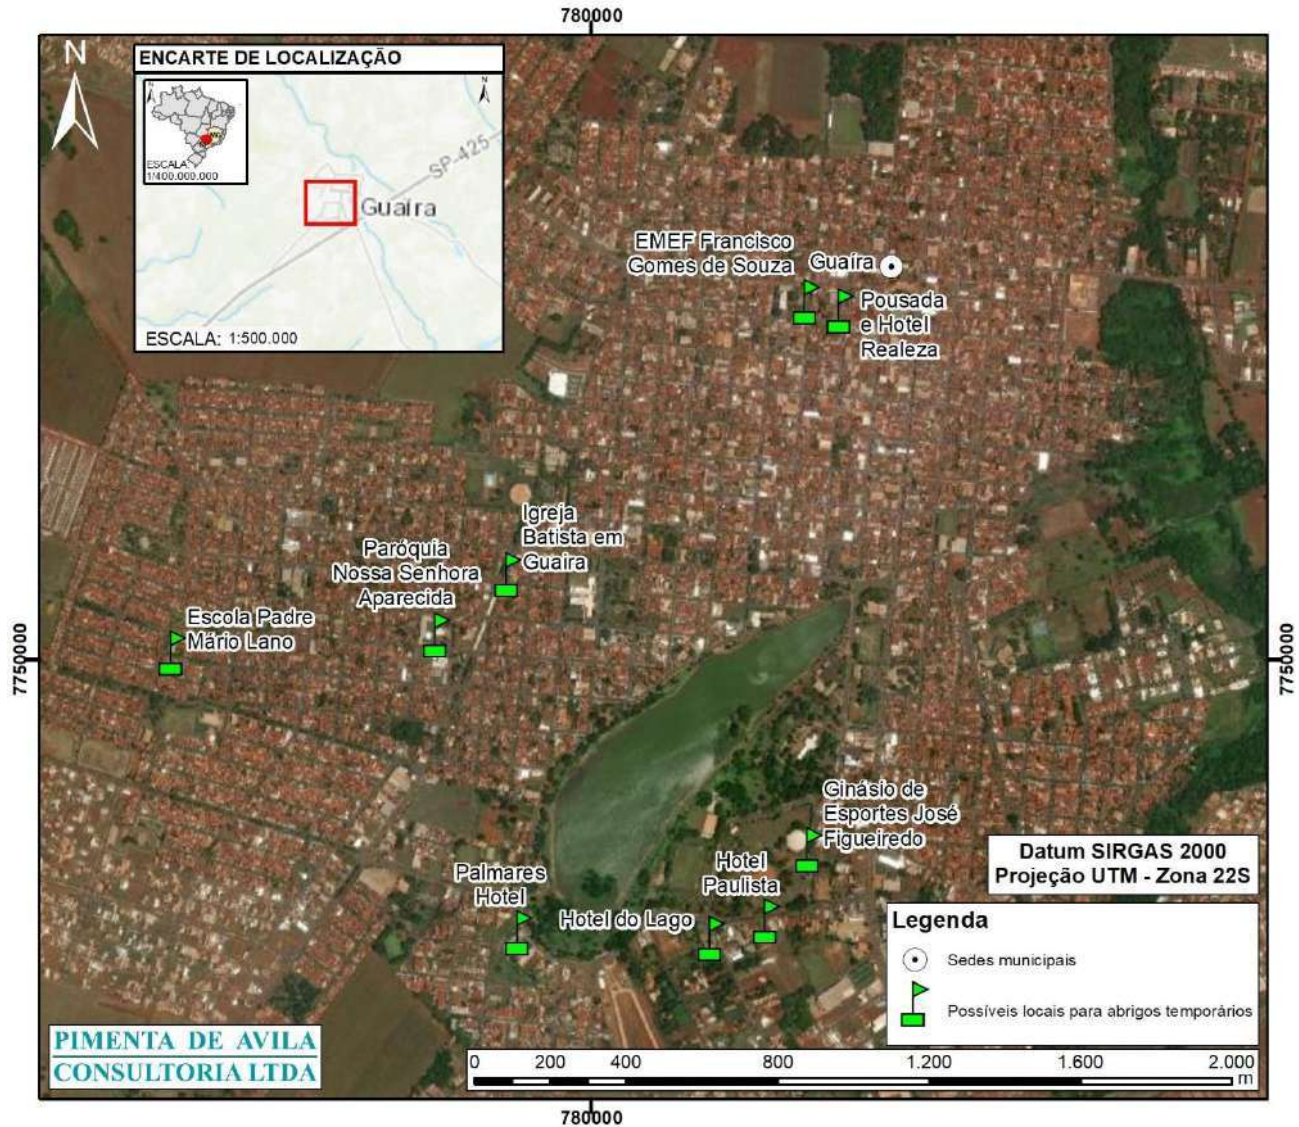 780000
N
ENCARTE DE LOCALIZAÇÃO
N
N
ESCALA:
1/400.000.000
SP-425
Guaíra
ESCALA: 1:500.000
EMEF Francisco
Gomes de Souza
Guaíra
Pousada
e Hotel
Realeza
Igreja
Batista em
Guaira
Paróquia
Nossa Senhora
Aparecida
Escola Padre
Mário Lano
7750000
7750000
Ginásio de
Esportes José
Figueiredo
Hotel
Paulista
Palmares
Hotel
Hotel do Lago
Datum SIRGAS 2000
Projeção UTM - Zona 22S
Legenda
Sedes municipais
Possíveis locais para abrigos temporários
PIMENTA DE AVILA
CONSULTORIA LTDA
0 200 400 800 1.200 1.600 2.000
m
780000